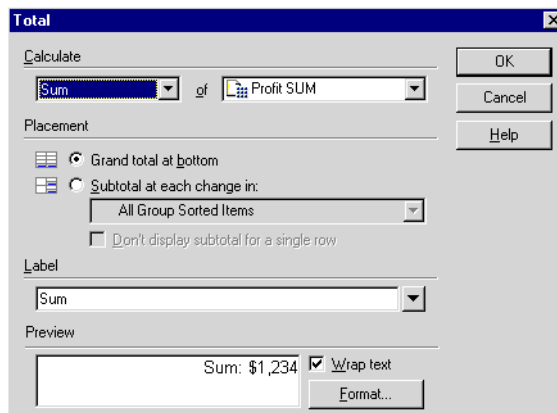 Total
Calculate
Sum of Profit SUM
OK
Cancel
Help
Placement
Grand total at bottom
Subtotal at each change in:
All Group Sorted Items
Don't display subtotal for a single row
Label
Sum
Preview
Sum: $1,234
Wrap text
Format...